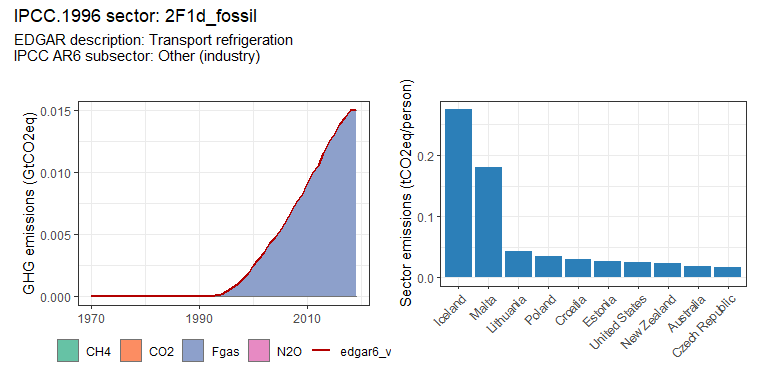 IPCC.1996 sector: 2F1d_fossil
EDGAR description: Transport refrigeration
IPCC AR6 subsector: Other (industry)
GHG emissions (GtCO2eq)
0.015
0.010
0.005
0.000
1970
1990
2010
CH4
CO2
Fgas
N2O
edgar6_v
Sector emissions (tCO2eq/person)
0.2
0.1
0.0
Iceland
Malta
Lithuania
Poland
Croatia
Estonia
United States
New Zealand
Australia
Czech Republic